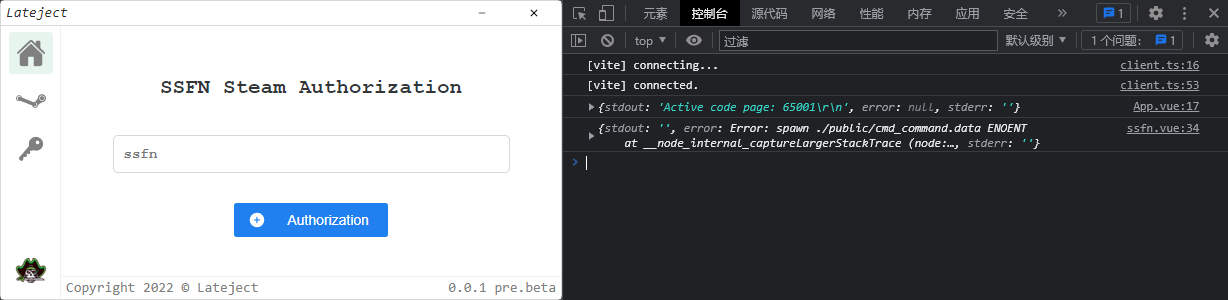 Lateject
SSFN Steam Authorization
ssfn
Authorization
Copyright 2022 © Lateject
0.0.1 pre.beta
元素 控制台 源代码 网络 性能 内存 应用 安全 » 1
top 过滤 默认级别 1 个问题: 1
[vite] connecting... client.ts:16
[vite] connected. client.ts:53
{stdout: 'Active code page: 65001\r\n', error: null, stderr: ''} App.vue:17
{stdout: '', error: Error: spawn ./public/cmd_command.data ENOENT ssfn.vue:34
at __node_internal_captureLargerStackTrace (node:…, stderr: ''}